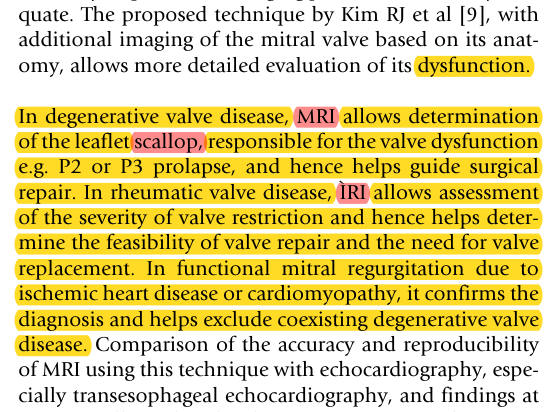 quate. The proposed technique by Kim RJ et al [9], with
additional imaging of the mitral valve based on its anat-
omy, allows more detailed evaluation of its dysfunction.
In degenerative valve disease, MRI allows determination
of the leaflet scallop, responsible for the valve dysfunction
e.g. P2 or P3 prolapse, and hence helps guide surgical
repair. In rheumatic valve disease, ÌRI allows assessment
of the severity of valve restriction and hence helps deter-
mine the feasibility of valve repair and the need for valve
replacement. In functional mitral regurgitation due to
ischemic heart disease or cardiomyopathy, it confirms the
diagnosis and helps exclude coexisting degenerative valve
disease. Comparison of the accuracy and reproducibility
of MRI using this technique with echocardiography, espe-
cially transesophageal echocardiography, and findings at